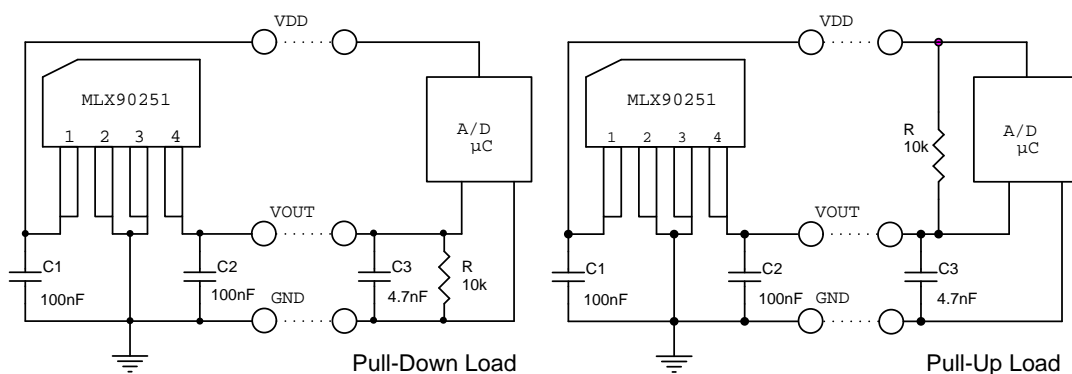 VDD
MLX90251
1 2 3 4
A/D
µC
VOUT
C1
100nF
C2
100nF
C3
4.7nF
R
10k
GND
Pull-Down Load
VDD
MLX90251
1 2 3 4
R
10k
A/D
µC
VOUT
C1
100nF
C2
100nF
C3
4.7nF
GND
Pull-Up Load